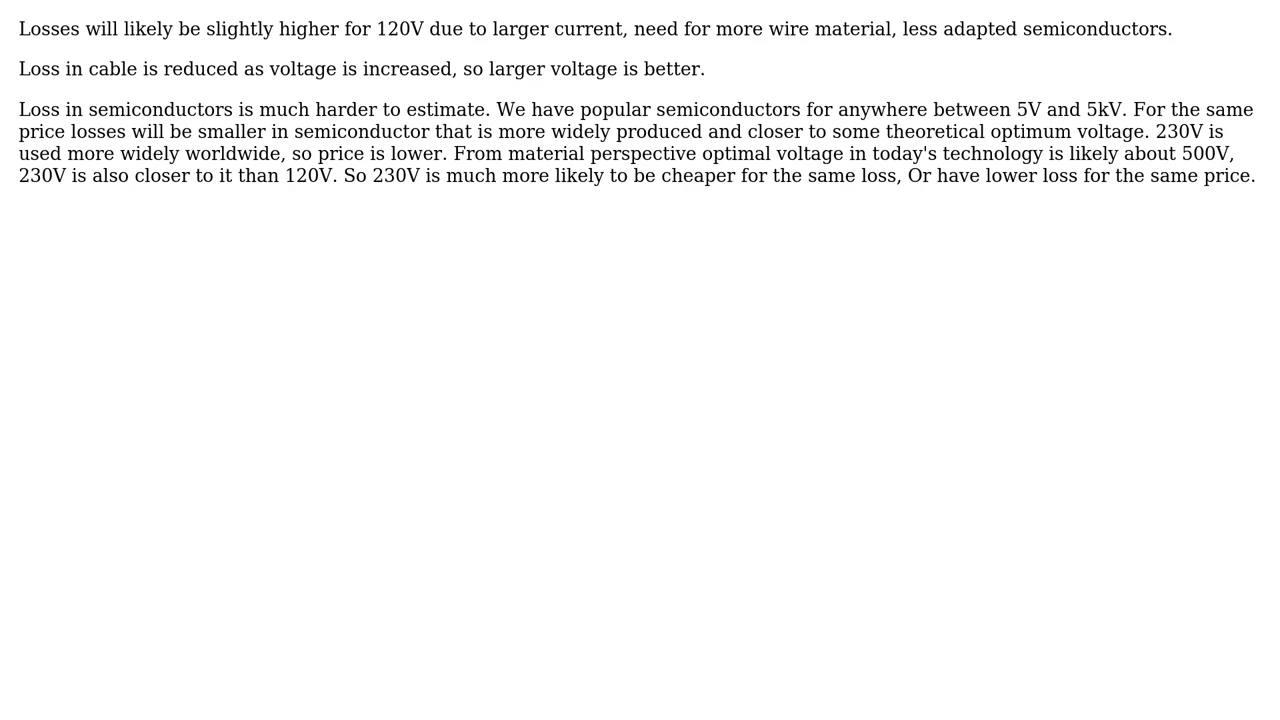 Losses will likely be slightly higher for 120V due to larger current, need for more wire material, less adapted semiconductors.
Loss in cable is reduced as voltage is increased, so larger voltage is better.
Loss in semiconductors is much harder to estimate. We have popular semiconductors for anywhere between 5V and 5kV. For the same
price losses will be smaller in semiconductor that is more widely produced and closer to some theoretical optimum voltage. 230V is
used more widely worldwide, so price is lower. From material perspective optimal voltage in today's technology is likely about 500V,
230V is also closer to it than 120V. So 230V is much more likely to be cheaper for the same loss, Or have lower loss for the same price.